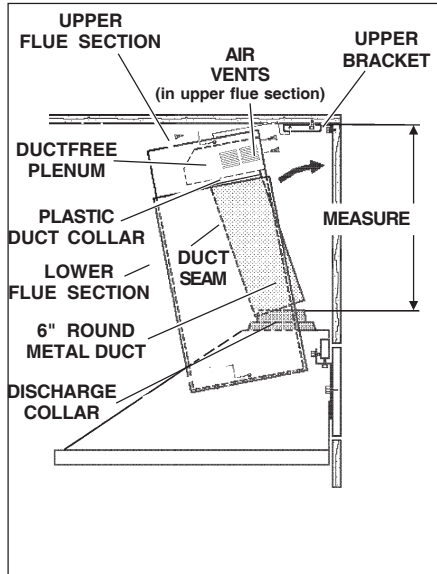 UPPER
FLUE SECTION
AIR
VENTS
(in upper flue section)
UPPER
BRACKET
DUCTFREE
PLENUM
PLASTIC
DUCT COLLAR
MEASURE
LOWER
FLUE SECTION
DUCT
SEAM
6" ROUND
METAL DUCT
DISCHARGE
COLLAR